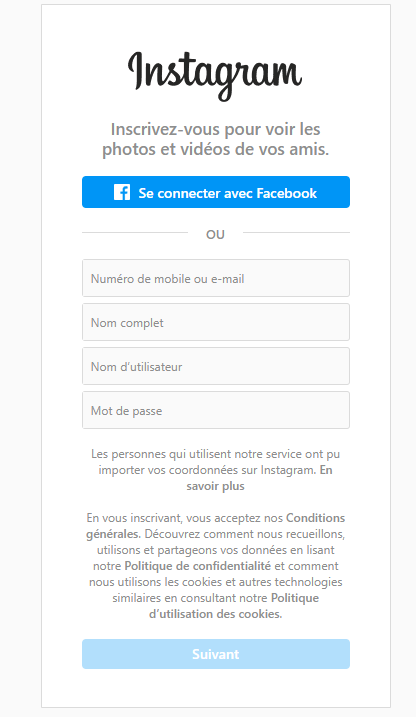 Instagram
Inscrivez-vous pour voir les
photos et vidéos de vos amis.
Se connecter avec Facebook
OU
Numéro de mobile ou e-mail
Nom complet
Nom d'utilisateur
Mot de passe
Les personnes qui utilisent notre service ont pu
importer vos coordonnées sur Instagram. En
savoir plus
En vous inscrivant, vous acceptez nos Conditions
générales. Découvrez comment nous recueillons,
utilisons et partageons vos données en lisant
notre Politique de confidentialité et comment
nous utilisons les cookies et autres technologies
similaires en consultant notre Politique
d’utilisation des cookies.
Suivant